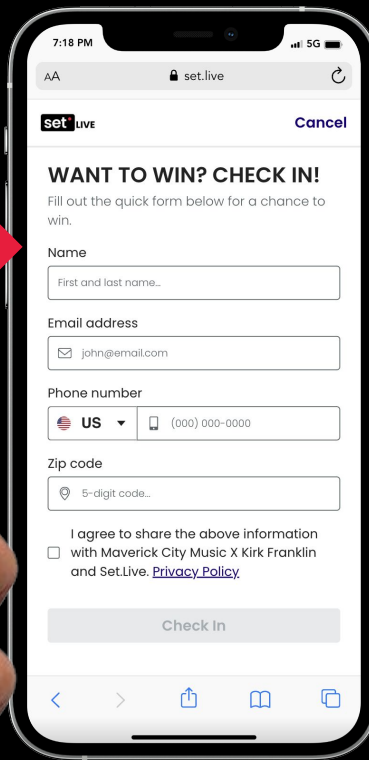 7:18 PM
5G
AA
set.live
set. LIVE
Cancel
WANT TO WIN? CHECK IN!
Fill out the quick form below for a chance to
win.
Name
First and last name...
Email address
john@email.com
Phone number
US
(000) 000-0000
Zip code
5-digit code...
I agree to share the above information
with Maverick City Music X Kirk Franklin
and Set.Live. Privacy Policy
Check In